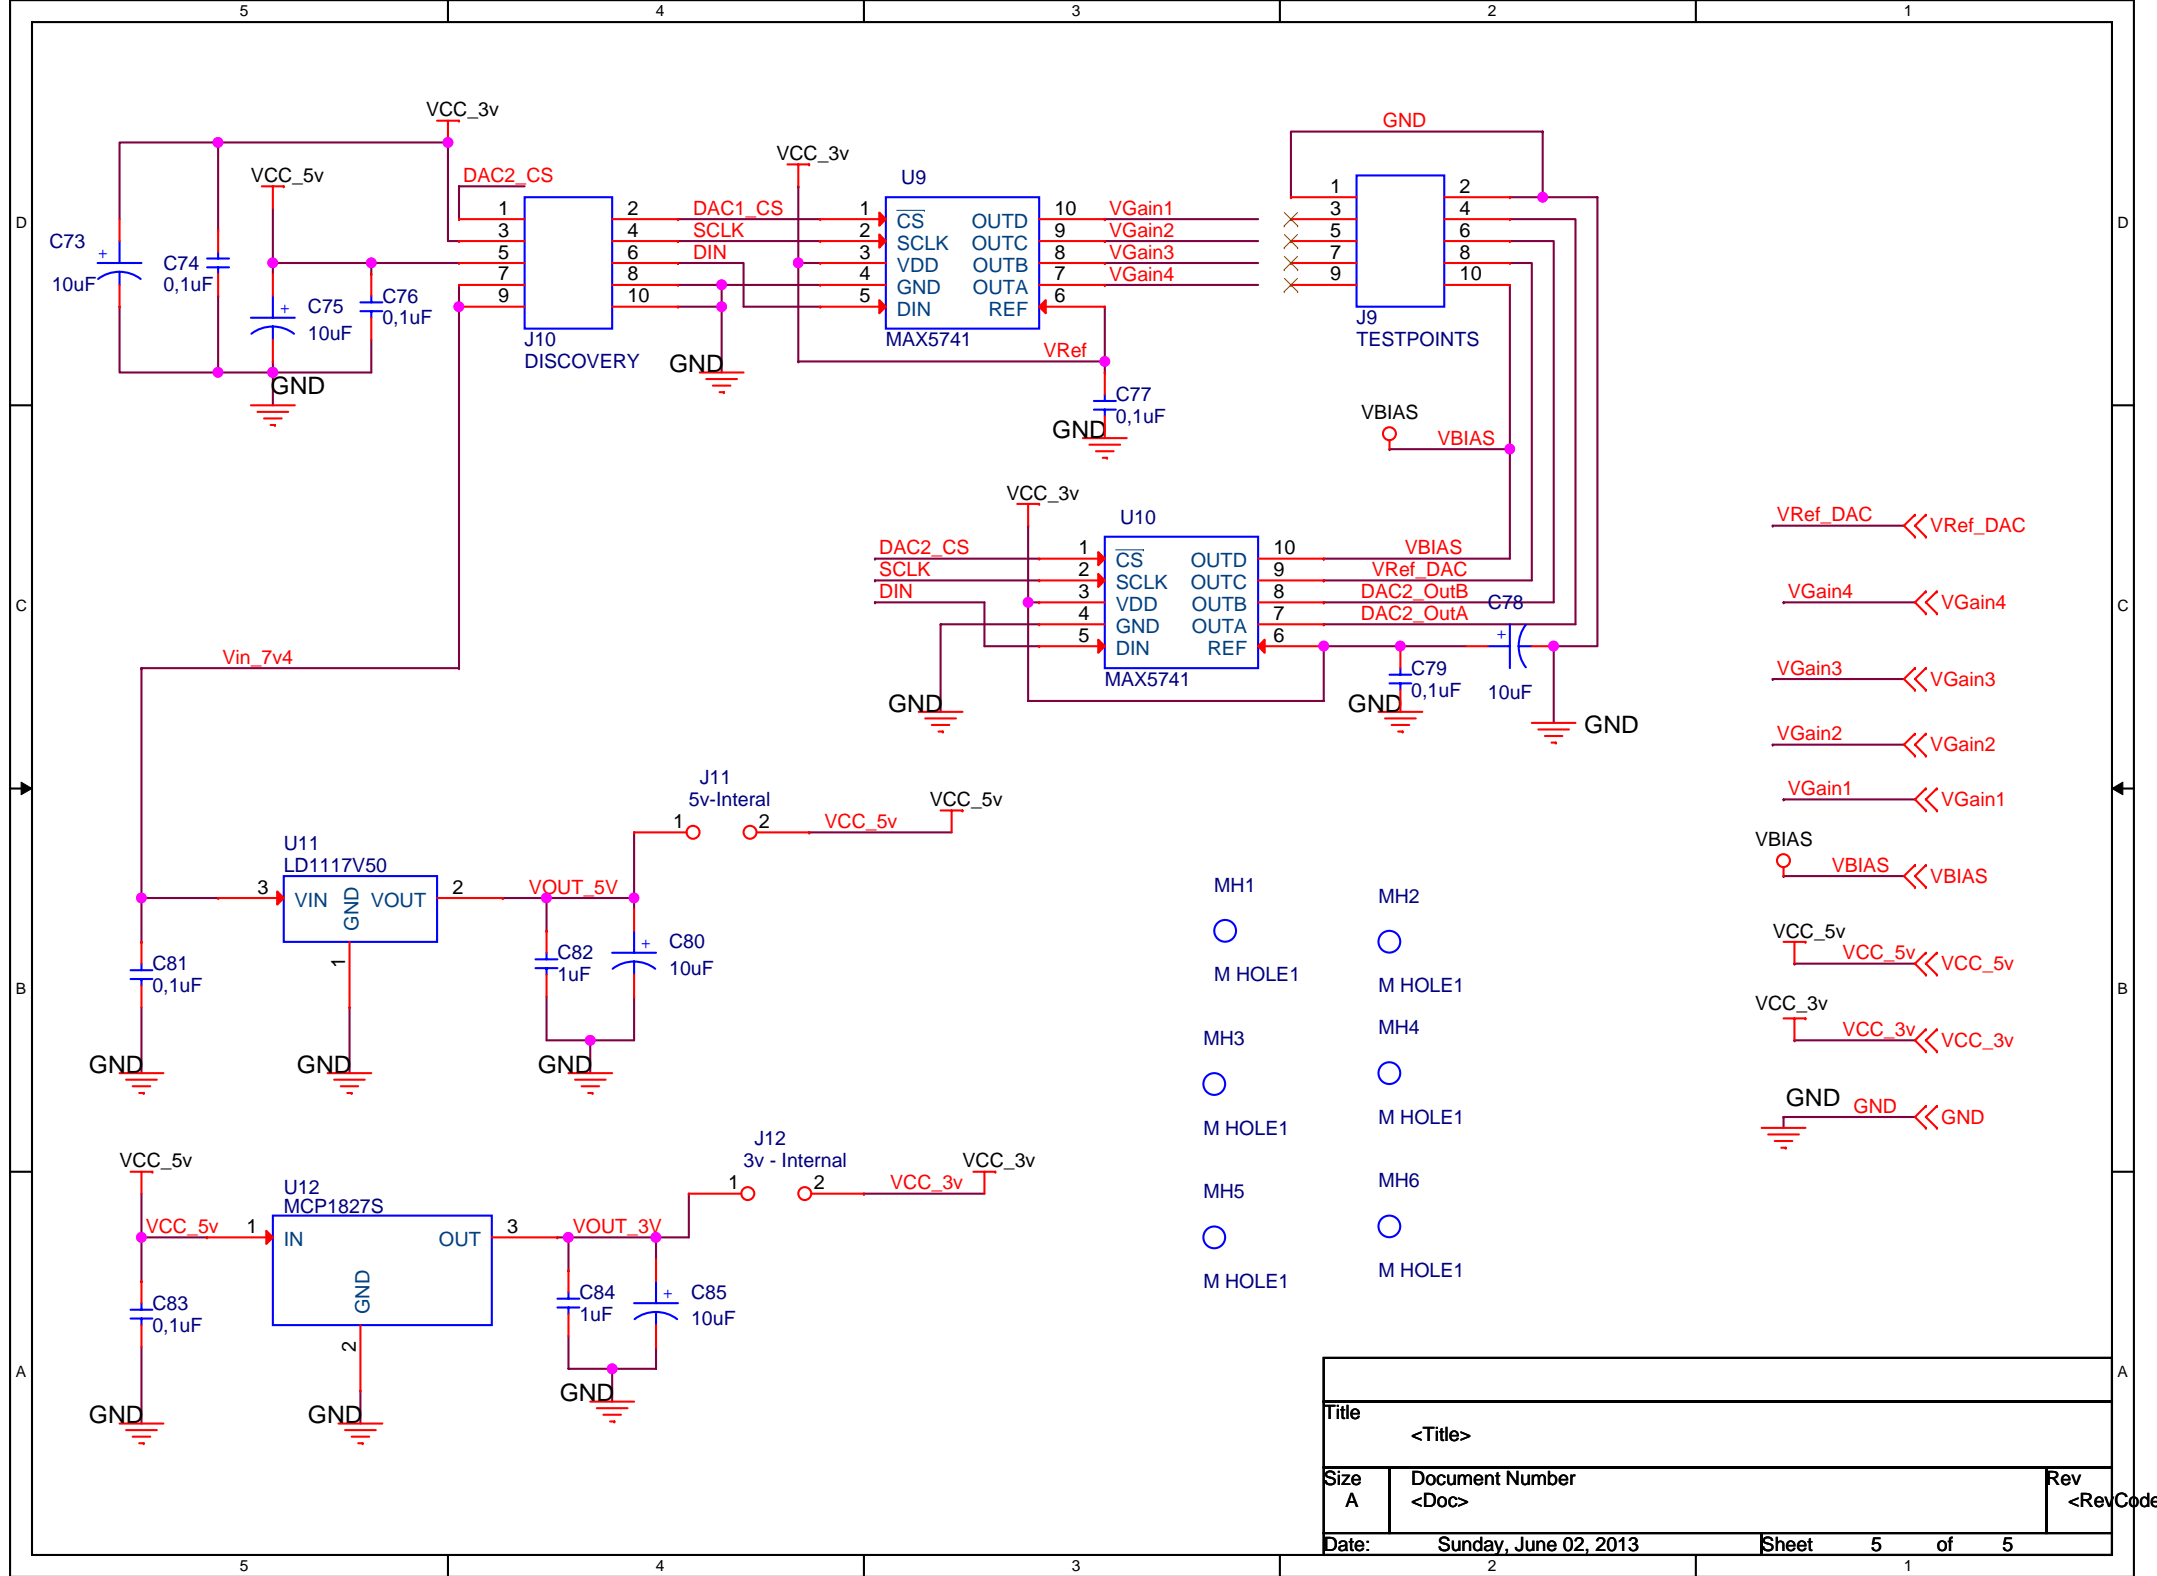 5 4 3 2 1
D
C
B
A
D
C
B
A
VCC_3v
VCC_5v
C73
10uF
+
C74
0,1uF
C75
10uF
+
C76
0,1uF
GND
DAC2_CS
1
3
5
7
9
2
4
6
8
10
J10
DISCOVERY
DAC1_CS
SCLK
DIN
GND
VCC_3v
U9
1 CS OUTD 10 VGain1
2 SCLK OUTC 9 VGain2
3 VDD OUTB 8 VGain3
4 GND OUTA 7 VGain4
5 DIN REF 6
MAX5741
VRef
C77
0,1uF
GND
GND
1 2
3 4
5 6
7 8
9 10
J9
TESTPOINTS
VBIAS
VBIAS
VCC_3v
U10
DAC2_CS 1 CS OUTD 10 VBIAS
SCLK 2 SCLK OUTC 9 VRef_DAC
DIN 3 VDD OUTB 8 DAC2_OutB
4 GND OUTA 7 DAC2_OutA
5 DIN REF 6
MAX5741
GND
C78
+
10uF
C79
0,1uF
GND
GND
Vin_7v4
VRef_DAC VRef_DAC
VGain4 VGain4
VGain3 VGain3
VGain2 VGain2
VGain1 VGain1
VBIAS
VBIAS VBIAS
VCC_5v
VCC_5v VCC_5v
VCC_3v
VCC_3v VCC_3v
GND
GND GND
J11
5v-Interal
1 2
VCC_5v
VCC_5v
U11
LD1117V50
3 VIN GND VOUT 2
1
VOUT_5V
C81
0,1uF
C82
1uF
C80
10uF
+
GND
GND
GND
J12
3v - Internal
1 2
VCC_3v
VCC_3v
VCC_5v
VCC_5v
U12
MCP1827S
1 IN OUT 3
GND
2
VOUT_3V
C83
0,1uF
C84
1uF
C85
10uF
+
GND
GND
GND
MH1
M HOLE1
MH2
M HOLE1
MH3
M HOLE1
MH4
M HOLE1
MH5
M HOLE1
MH6
M HOLE1
Title
<Title>
Size
A
Document Number
<Doc>
Rev
<RevCode
Date: Sunday, June 02, 2013 Sheet 5 of 5
5 4 3 2 1